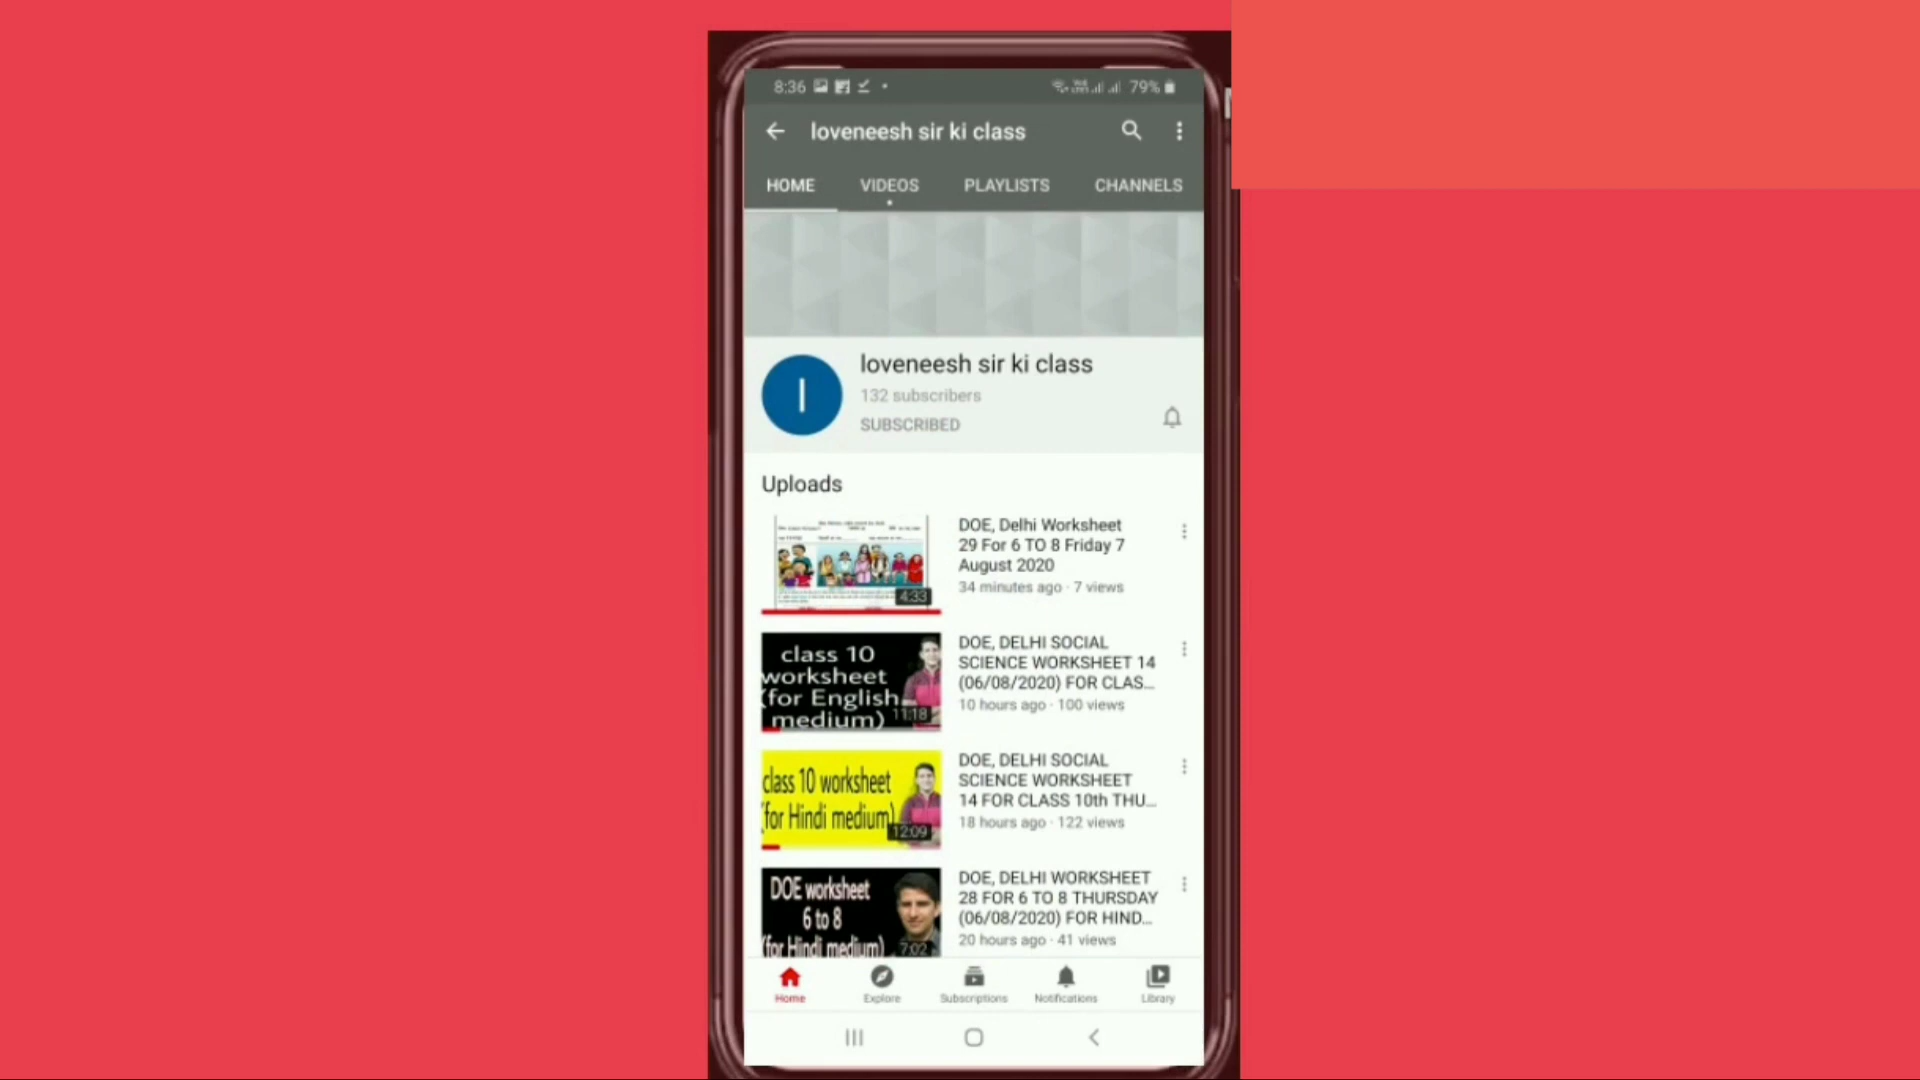 8:36
79%
loveneesh sir ki class
HOME
VIDEOS
PLAYLISTS
CHANNELS
loveneesh sir ki class
132 subscribers
SUBSCRIBED
Uploads
4:33
DOE, Delhi Worksheet
29 For 6 TO 8 Friday 7
August 2020
34 minutes ago · 7 views
class 10
worksheet
(for English
medium)
11:18
DOE, DELHI SOCIAL
SCIENCE WORKSHEET 14
(06/08/2020) FOR CLAS...
10 hours ago · 100 views
class 10 worksheet
(for Hindi medium)
12:09
DOE, DELHI SOCIAL
SCIENCE WORKSHEET
14 FOR CLASS 10th THU...
18 hours ago · 122 views
DOE worksheet
6 to 8
(for Hindi medium)
7:02
DOE, DELHI WORKSHEET
28 FOR 6 TO 8 THURSDAY
(06/08/2020) FOR HIND...
20 hours ago · 41 views
Home
Explore
Subscriptions
Notifications
Library